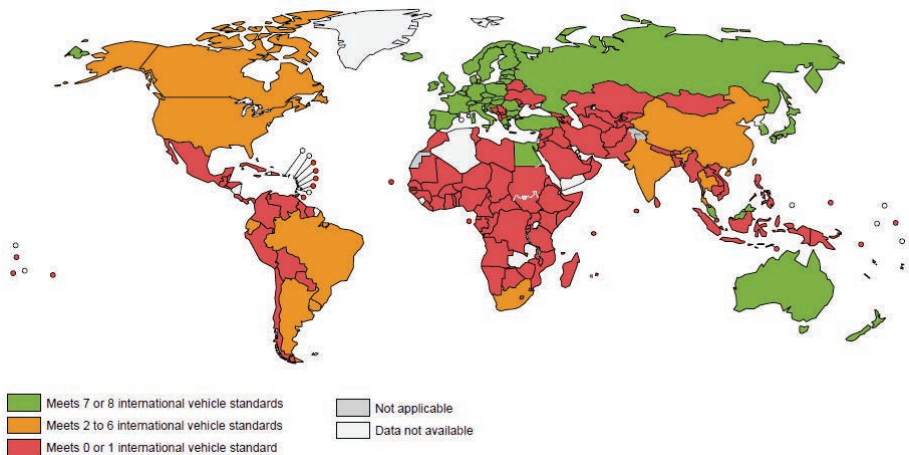 Meets 7 or 8 international vehicle standards
Meets 2 to 6 international vehicle standards
Meets 0 or 1 international vehicle standard
Not applicable
Data not available